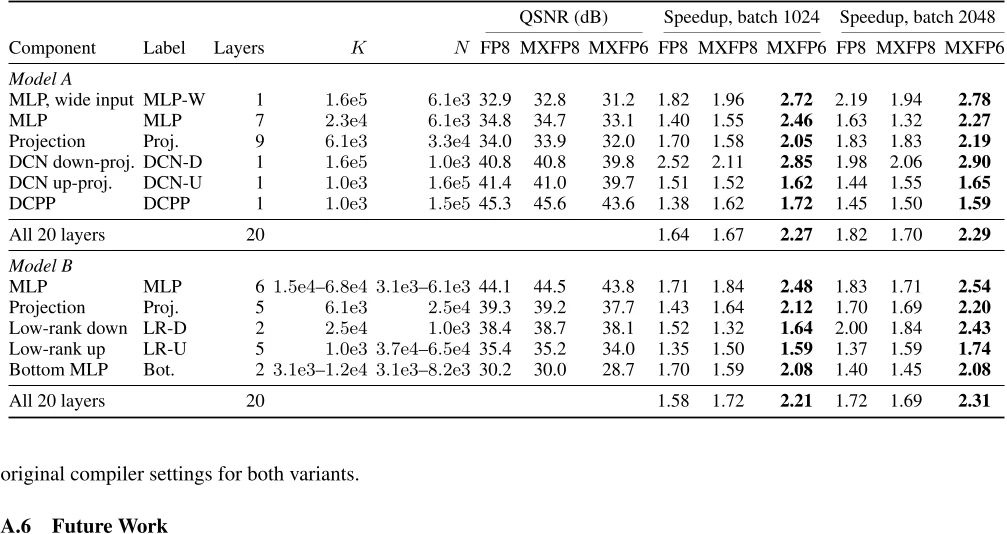 QSNR (dB) Speedup, batch 1024 Speedup, batch 2048
Component Label Layers K N FP8 MXFP8 MXFP6 FP8 MXFP8 MXFP6 FP8 MXFP8 MXFP6
Model A
MLP, wide input MLP-W 1 1.6e5 6.1e3 32.9 32.8 31.2 1.82 1.96 2.72 2.19 1.94 2.78
MLP MLP 7 2.3e4 6.1e3 34.8 34.7 33.1 1.40 1.55 2.46 1.63 1.32 2.27
Projection Proj. 9 6.1e3 3.3e4 34.0 33.9 32.0 1.70 1.58 2.05 1.83 1.83 2.19
DCN down-proj. DCN-D 1 1.6e5 1.0e3 40.8 40.8 39.8 2.52 2.11 2.85 1.98 2.06 2.90
DCN up-proj. DCN-U 1 1.0e3 1.6e5 41.4 41.0 39.7 1.51 1.52 1.62 1.44 1.55 1.65
DCPP DCPP 1 1.0e3 1.5e5 45.3 45.6 43.6 1.38 1.62 1.72 1.45 1.50 1.59
All 20 layers 20 1.64 1.67 2.27 1.82 1.70 2.29
Model B
MLP MLP 6 1.5e4–6.8e4 3.1e3–6.1e3 44.1 44.5 43.8 1.71 1.84 2.48 1.83 1.71 2.54
Projection Proj. 5 6.1e3 2.5e4 39.3 39.2 37.7 1.43 1.64 2.12 1.70 1.69 2.20
Low-rank down LR-D 2 2.5e4 1.0e3 38.4 38.7 38.1 1.52 1.32 1.64 2.00 1.84 2.43
Low-rank up LR-U 5 1.0e3 3.7e4–6.5e4 35.4 35.2 34.0 1.35 1.50 1.59 1.37 1.59 1.74
Bottom MLP Bot. 2 3.1e3–1.2e4 3.1e3–8.2e3 30.2 30.0 28.7 1.70 1.59 2.08 1.40 1.45 2.08
All 20 layers 20 1.58 1.72 2.21 1.72 1.69 2.31
original compiler settings for both variants.
A.6 Future Work